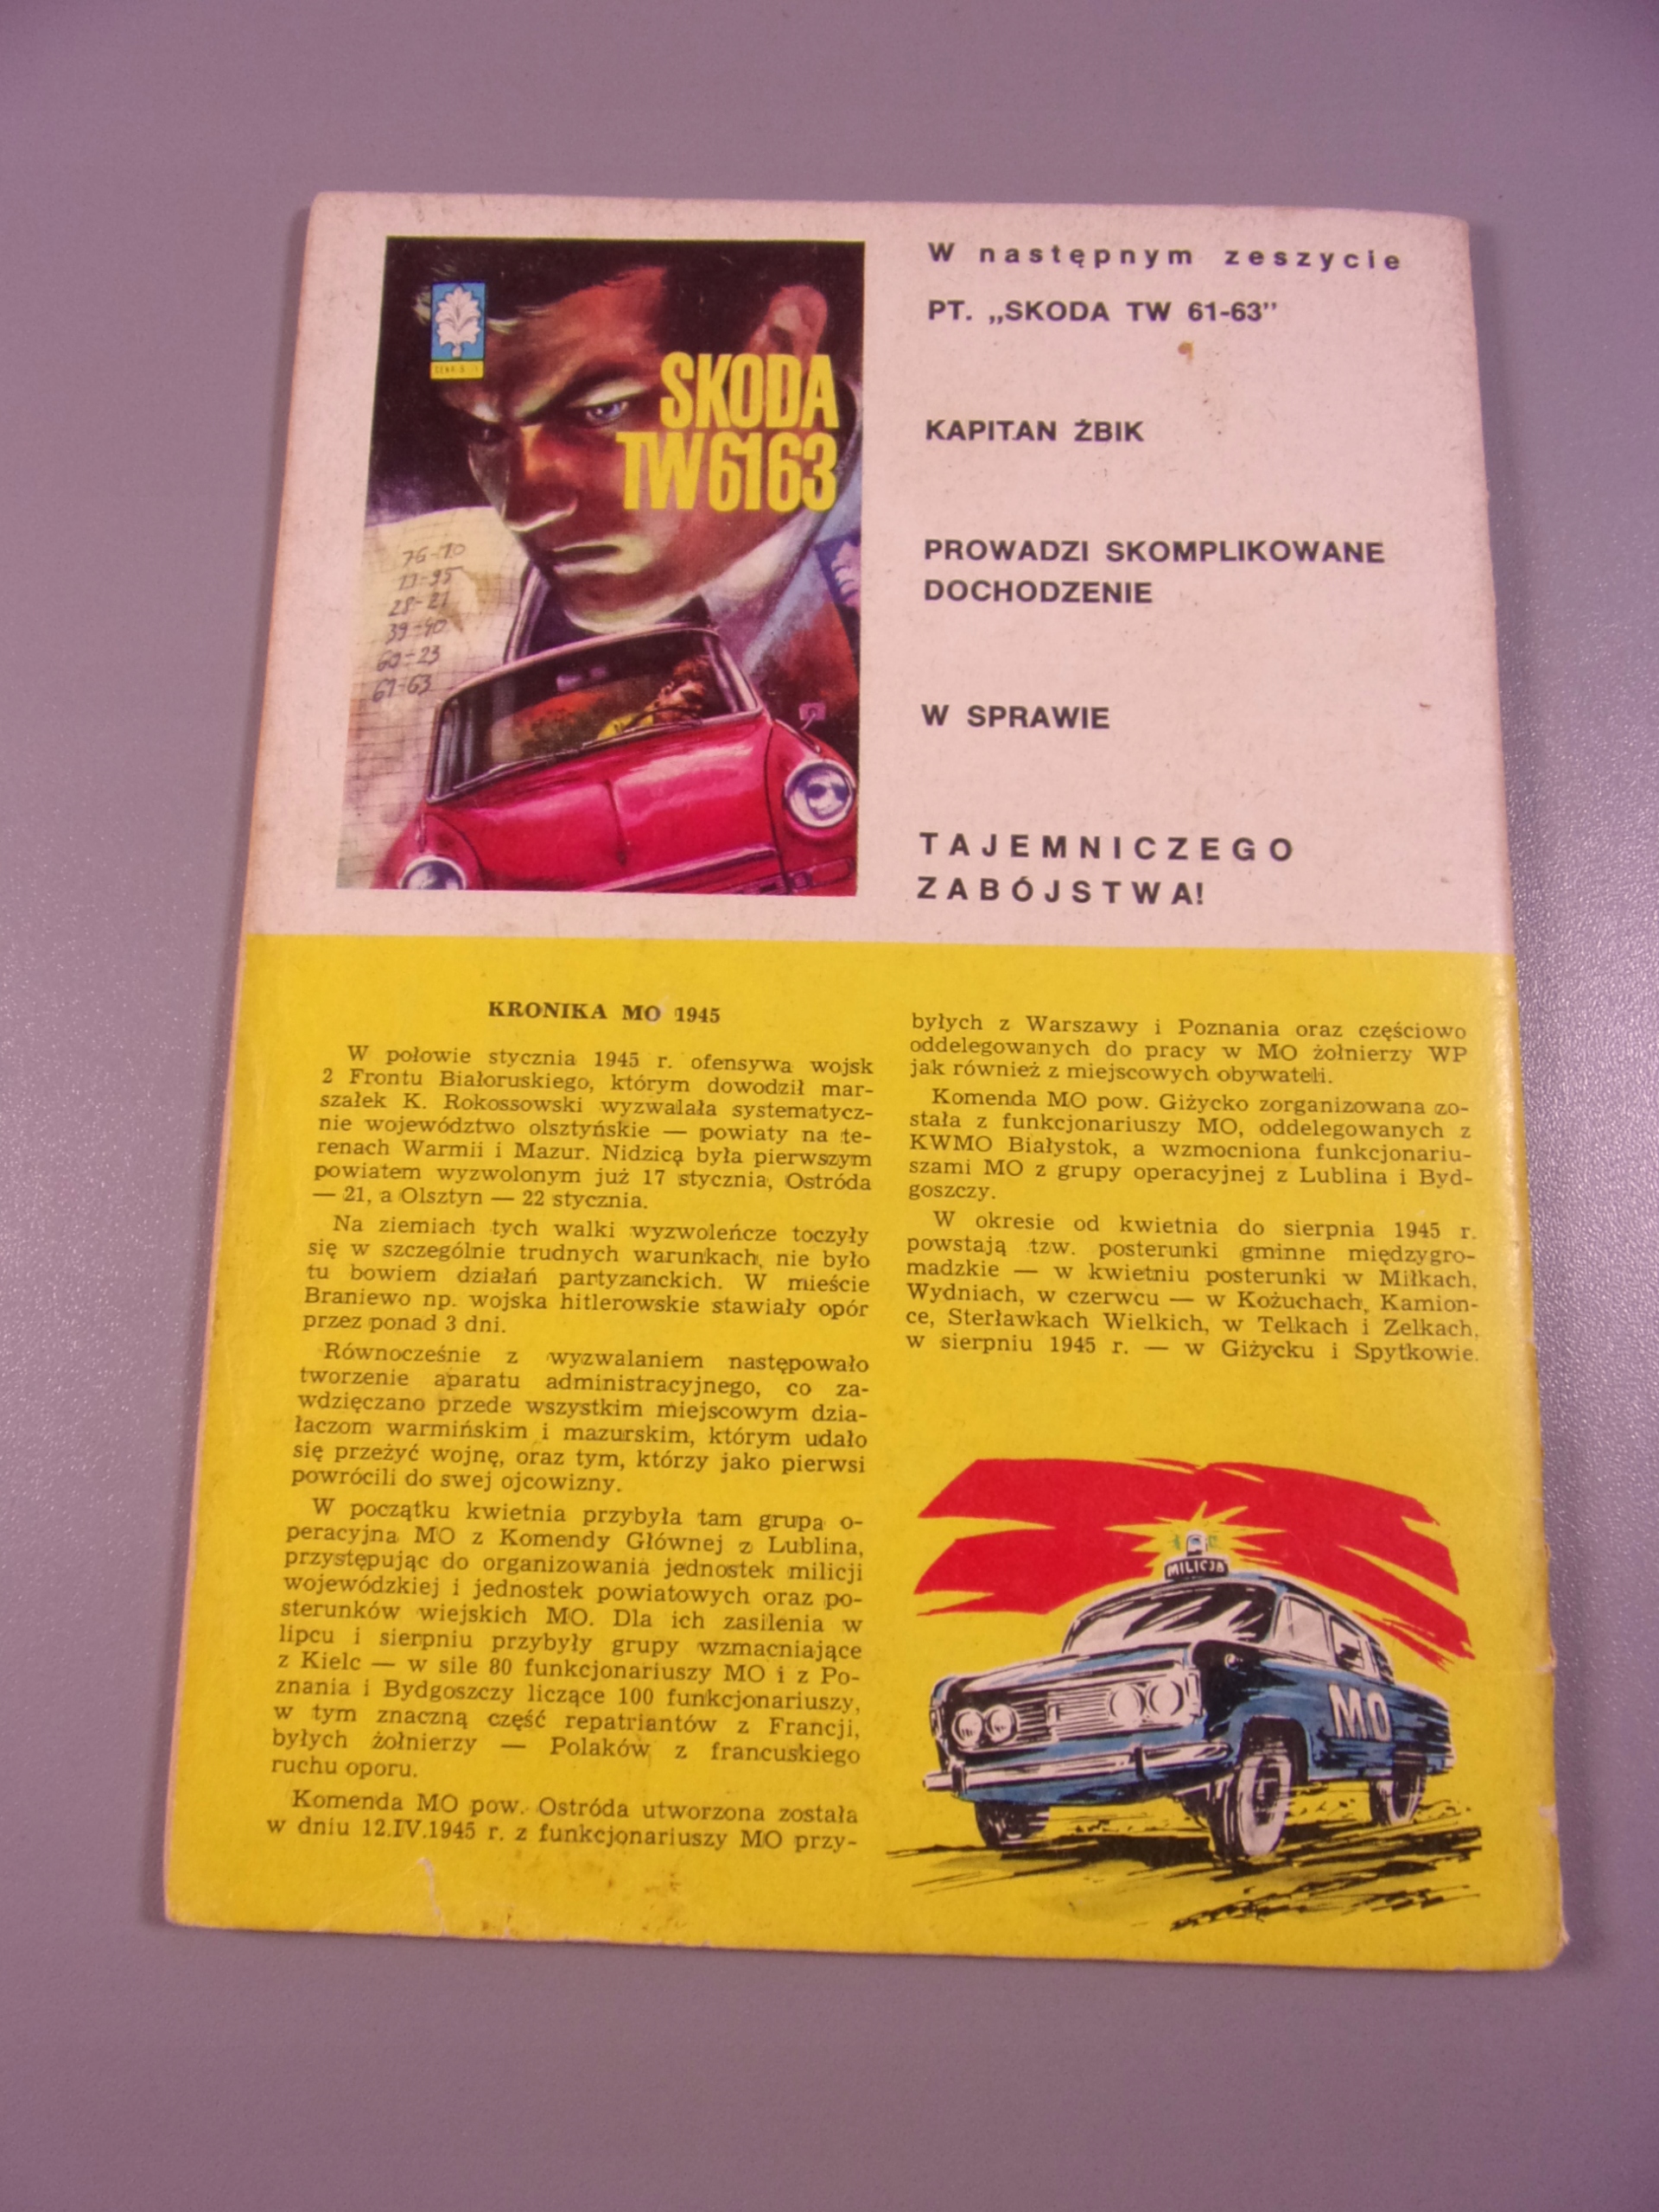 SKODA
TW6163
76-10
28-21
39-40
60-23
61-63
W następnym zeszycie
PT. „SKODA TW 61-63”
KAPITAN ŻBIK
PROWADZI SKOMPLIKOWANE
DOCHODZENIE
W SPRAWIE
TAJEMNICZEGO
ZABÓJSTWA!
KRONIKA MO 1945
W połowie stycznia 1945 r. ofensywa wojsk
2 Frontu Białoruskiego, którym dowodził mar-
szałek K. Rokossowski wyzwalała systematycz-
nie województwo olsztyńskie — powiaty na te-
renach Warmii i Mazur. Nidzicą była pierwszym
powiatem wyzwolonym już 17 stycznia, Ostróda
— 21, a Olsztyn — 22 stycznia.
Na ziemiach tych walki wyzwoleńcze toczyły
się w szczególnie trudnych warunkach, nie było
tu bowiem działań partyzanckich. W mieście
Braniewo np. wojska hitlerowskie stawiały opór
przez ponad 3 dni.
Równocześnie z wyzwalaniem następowało
tworzenie aparatu administracyjnego, co za-
wdzięczano przede wszystkim miejscowym dzia-
łaczom warmińskim i mazurskim, którym udało
się przeżyć wojnę, oraz tym, którzy jako pierwsi
powrócili do swej ojcowizny.
W początku kwietnia przybyła tam grupa o-
peracyjna MO z Komendy Głównej z Lublina,
przystępując do organizowania jednostek milicji
wojewódzkiej i jednostek powiatowych oraz po-
sterunków wiejskich MO. Dla ich zasilenia w
lipcu i sierpniu przybyły grupy wzmacniające
z Kielc — w sile 80 funkcjonariuszy MO i z Po-
znania i Bydgoszczy liczące 100 funkcjonariuszy,
w tym znaczną część repatriantów z Francji,
byłych żołnierzy — Polaków z francuskiego
ruchu oporu.
Komenda MO pow. Ostróda utworzona została
w dniu 12.IV.1945 r. z funkcjonariuszy MO przy-
byłych z Warszawy i Poznania oraz częściowo
oddelegowanych do pracy w MO żołnierzy WP
jak również z miejscowych obywateli.
Komenda MO pow. Giżycko zorganizowana zo-
stała z funkcjonariuszy MO, oddelegowanych z
KWMO Białystok, a wzmocniona funkcjonariu-
szami MO z grupy operacyjnej z Lublina i Byd-
goszczy.
W okresie od kwietnia do sierpnia 1945 r.
powstają tzw. posterunki gminne międzygro-
madzkie — w kwietniu posterunki w Miłkach,
Wydniach, w czerwcu — w Kożuchach, Kamion-
ce, Sterławkach Wielkich, w Telkach i Zelkach,
w sierpniu 1945 r. — w Giżycku i Spytkowie.
MILICJA
MO